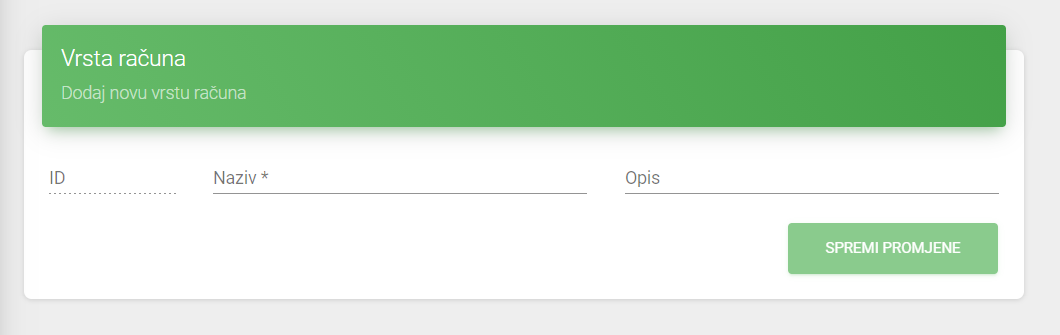 Vrsta računa
Dodaj novu vrstu računa
ID
Naziv *
Opis
SPREMI PROMJENE